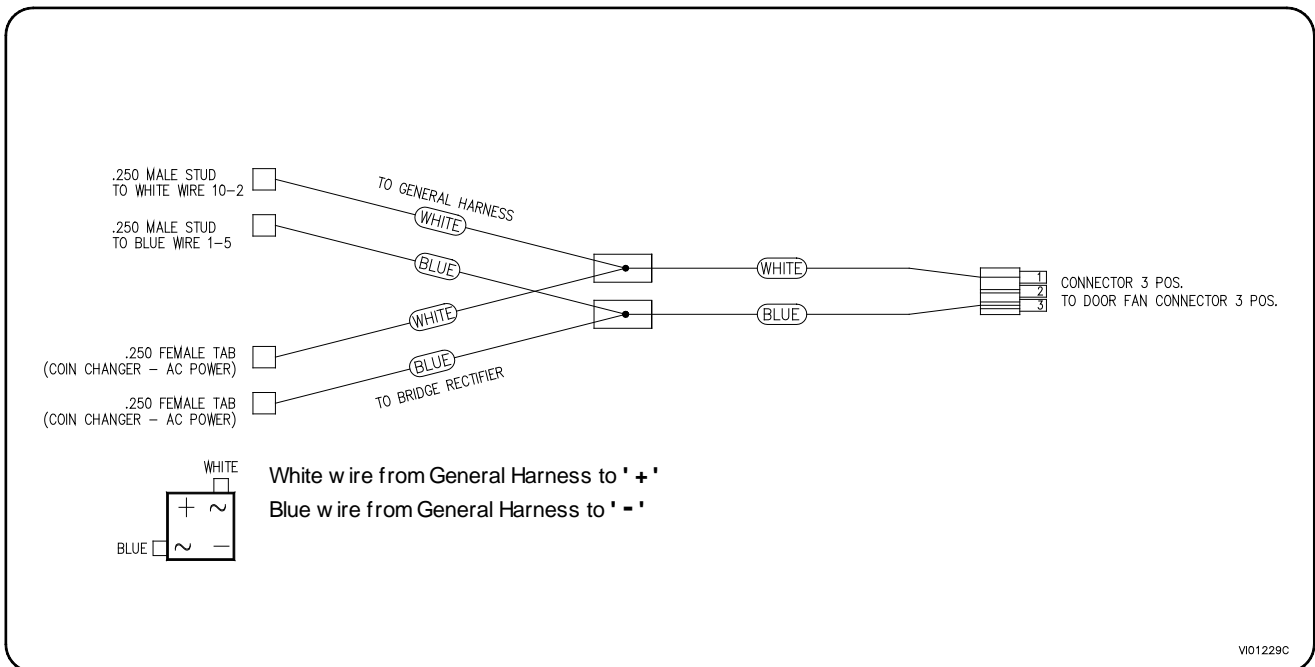 .250 MALE STUD
TO WHITE WIRE 10-2
.250 MALE STUD
TO BLUE WIRE 1-5
TO GENERAL HARNESS
WHITE
BLUE
WHITE
BLUE
TO BRIDGE RECTIFIER
.250 FEMALE TAB
(COIN CHANGER - AC POWER)
.250 FEMALE TAB
(COIN CHANGER - AC POWER)
WHITE
BLUE
1
2
3
CONNECTOR 3 POS.
TO DOOR FAN CONNECTOR 3 POS.
WHITE
+ ~
BLUE
~ -
White wire from General Harness to '+'
Blue wire from General Harness to '-'
VI01229C